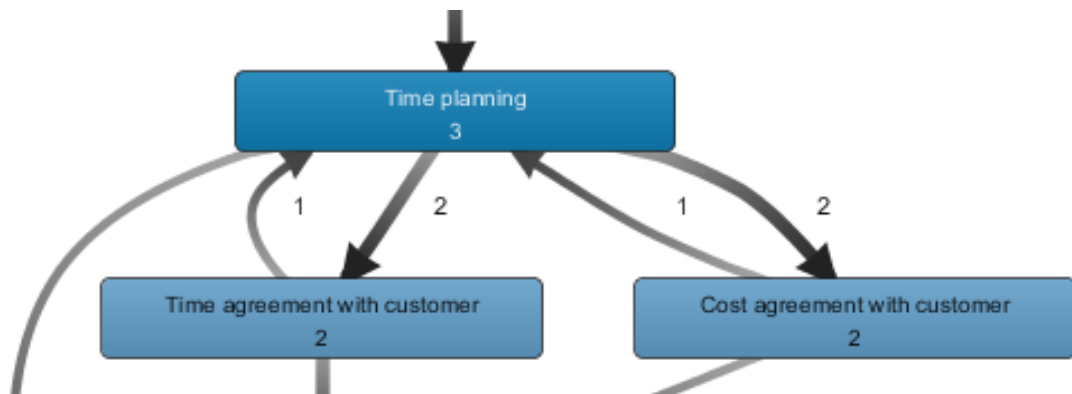 Time planning
3
1
2
1
2
Time agreement with customer
2
Cost agreement with customer
2